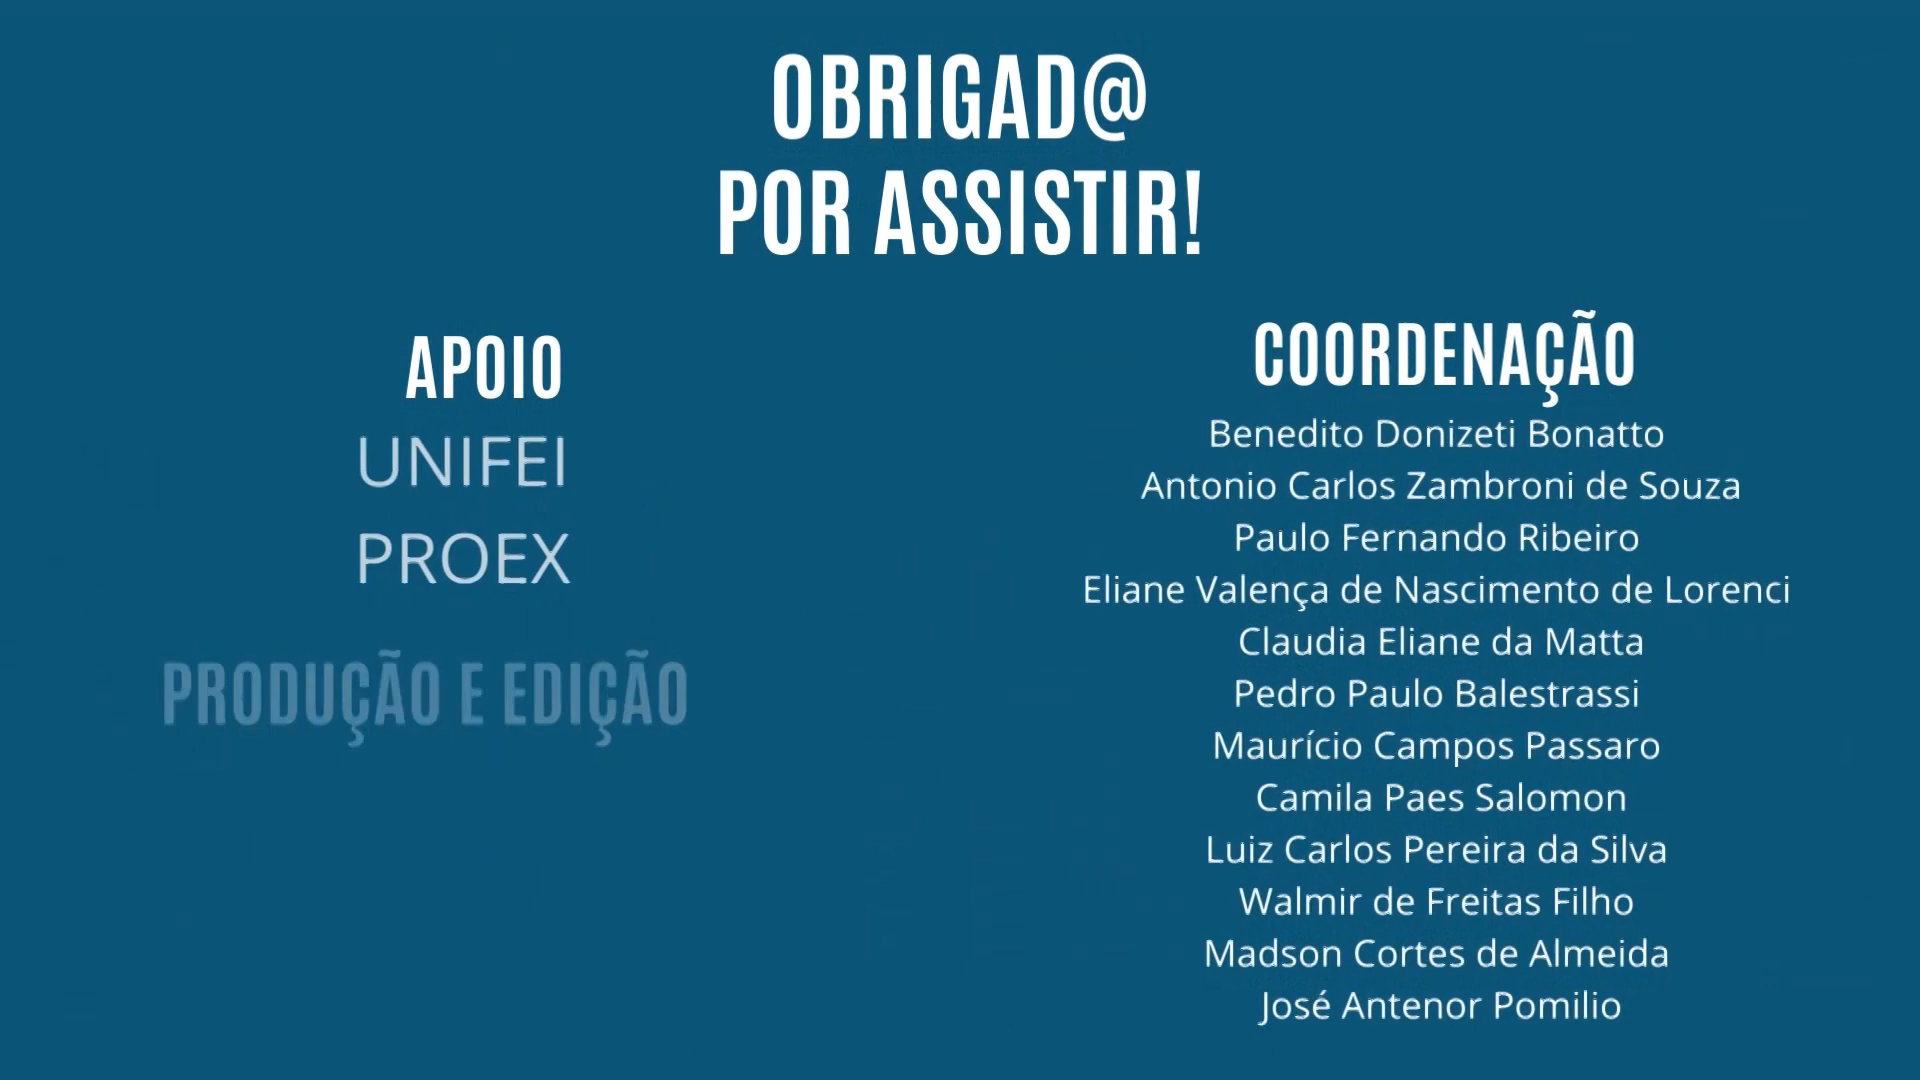 OBRIGAD@
POR ASSISTIR!
APOIO
UNIFEI
PROEX
PRODUÇÃO E EDIÇÃO
COORDENAÇÃO
Benedito Donizeti Bonatto
Antonio Carlos Zambroni de Souza
Paulo Fernando Ribeiro
Eliane Valença de Nascimento de Lorenci
Claudia Eliane da Matta
Pedro Paulo Balestrassi
Maurício Campos Passaro
Camila Paes Salomon
Luiz Carlos Pereira da Silva
Walmir de Freitas Filho
Madson Cortes de Almeida
José Antenor Pomilio